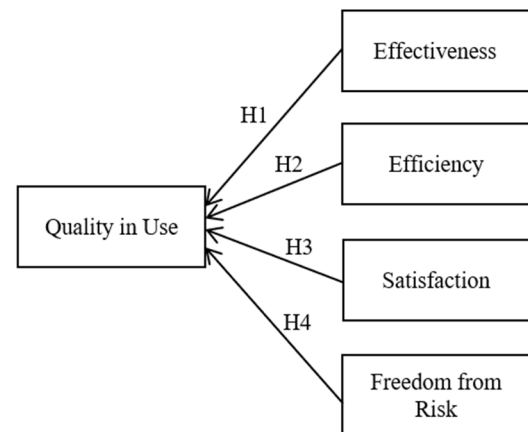 Effectiveness
H1
H2
Efficiency
Quality in Use
H3
Satisfaction
H4
Freedom from
Risk